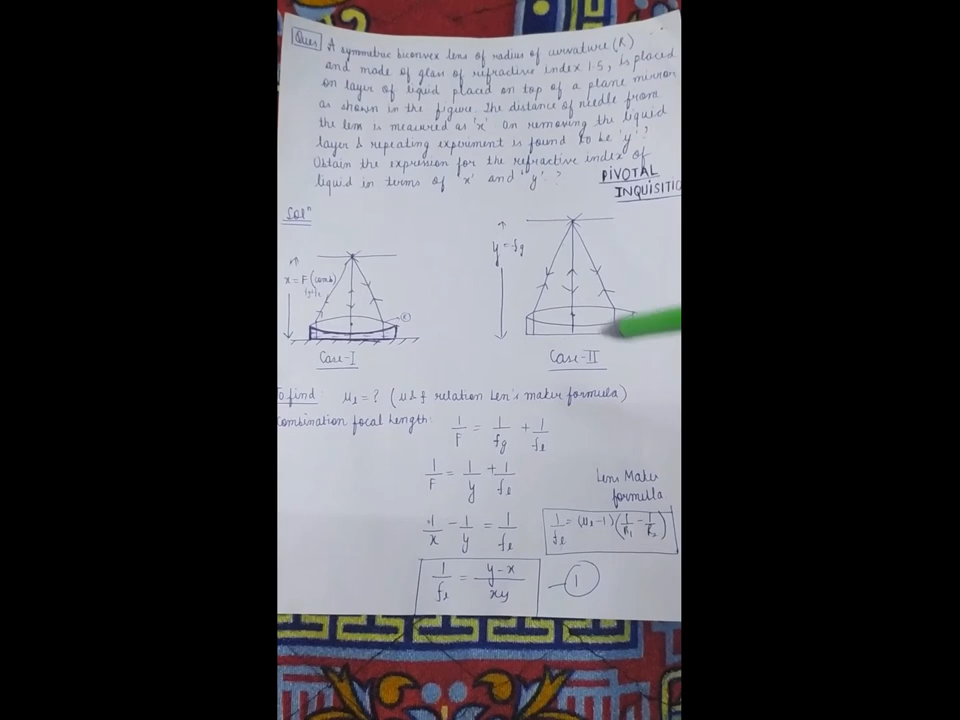 Ques A symmetric biconvex lens of radius of curvature (R)
and made of glass of refractive index 1.5, is placed
on layer of liquid placed on top of a plane mirror
as shown in the figure. The distance of needle from
the lens is measured as 'x' on removing the liquid
layer & repeating experiment is found to be 'y'?
Obtain the expression for the refractive index of
liquid in terms of 'x' and 'y'?
PIVOTAL
INQUISITIO
Solⁿ
x = F (comb)
fg+fl
y = fg
Case-I
Case-II
To find: μl = ? (μ & f relation Len's maker formula)
Combination focal Length:
1/F = 1/fg + 1/fl
1/F = 1/y + 1/fl
Lens Maker
formula
1/x - 1/y = 1/fl
1/fl = (μl - 1) (1/R1 - 1/R2)
1/fl = y-x/xy - 1